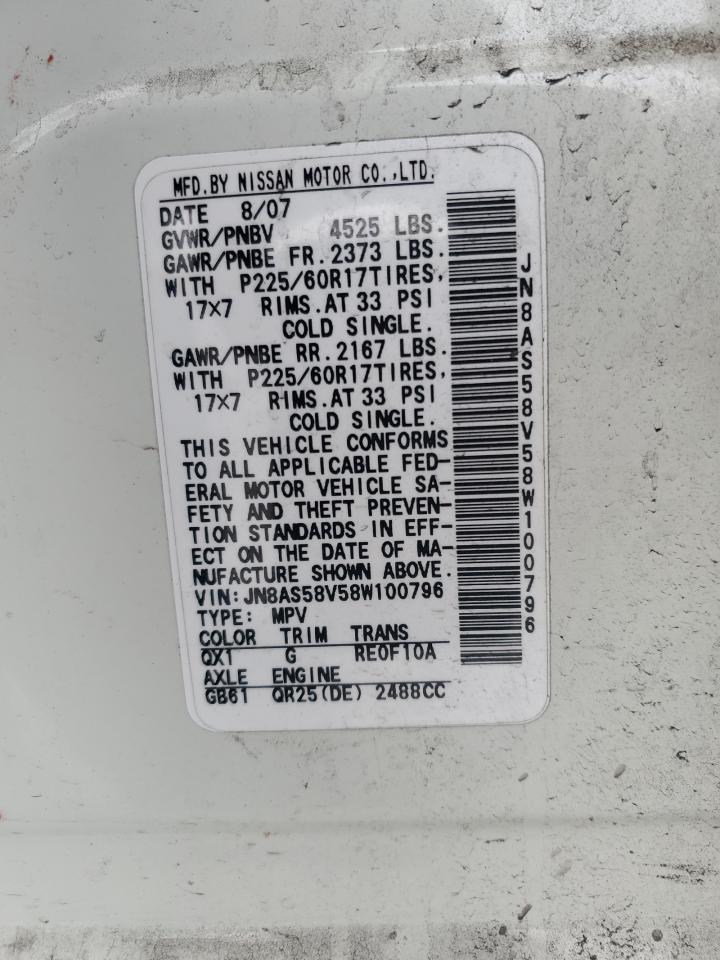 MFD.BY NISSAN MOTOR CO.,LTD.
DATE 8/07
GVWR/PNBV 4525 LBS.
GAWR/PNBE FR.2373 LBS.
WITH P225/60R17TIRES,
17×7 RIMS.AT 33 PSI
COLD SINGLE.
GAWR/PNBE RR.2167 LBS.
WITH P225/60R17TIRES,
17×7 RIMS.AT 33 PSI
COLD SINGLE.
THIS VEHICLE CONFORMS
TO ALL APPLICABLE FED-
ERAL MOTOR VEHICLE SA-
FETY AND THEFT PREVEN-
TION STANDARDS IN EFF-
ECT ON THE DATE OF MA-
NUFACTURE SHOWN ABOVE.
VIN:JN8AS58V58W100796
TYPE: MPV
COLOR TRIM TRANS
QX1 G RE0F10A
AXLE ENGINE
GB61 QR25(DE) 2488CC
JN8AS58V58W100796